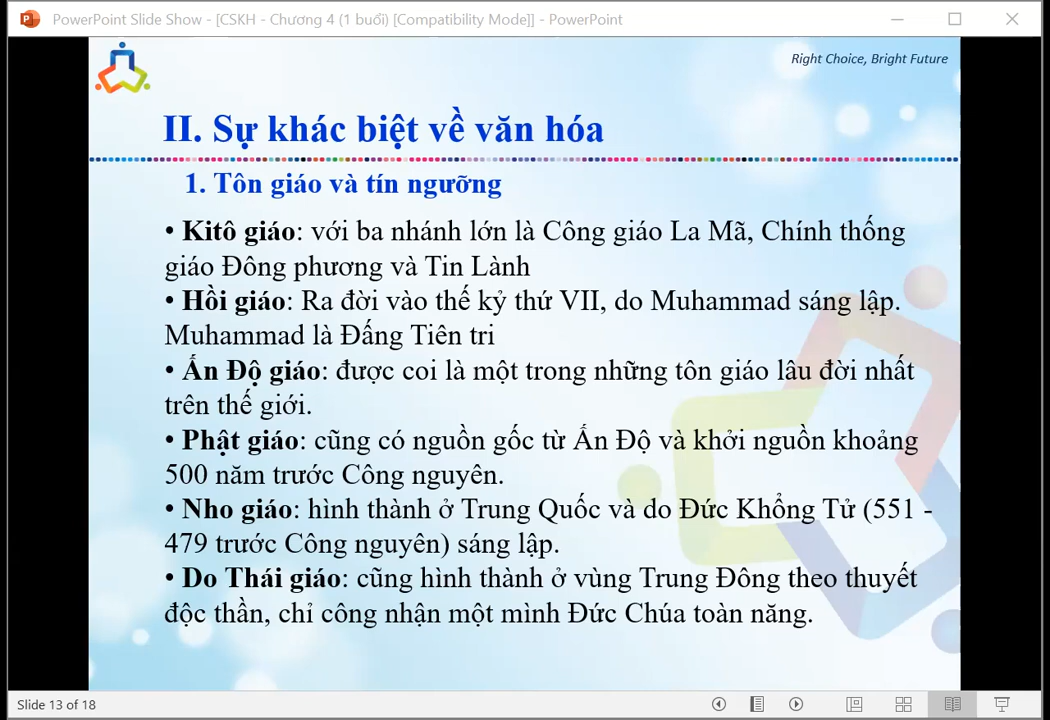 PowerPoint Slide Show - [CSKH - Chương 4 (1 buổi) [Compatibility Mode]] - PowerPoint
Right Choice, Bright Future
II. Sự khác biệt về văn hóa
1. Tôn giáo và tín ngưỡng
• Kitô giáo: với ba nhánh lớn là Công giáo La Mã, Chính thống
giáo Đông phương và Tin Lành
• Hồi giáo: Ra đời vào thế kỷ thứ VII, do Muhammad sáng lập.
Muhammad là Đấng Tiên tri
• Ấn Độ giáo: được coi là một trong những tôn giáo lâu đời nhất
trên thế giới.
• Phật giáo: cũng có nguồn gốc từ Ấn Độ và khởi nguồn khoảng
500 năm trước Công nguyên.
• Nho giáo: hình thành ở Trung Quốc và do Đức Khổng Tử (551 -
479 trước Công nguyên) sáng lập.
• Do Thái giáo: cũng hình thành ở vùng Trung Đông theo thuyết
độc thần, chỉ công nhận một mình Đức Chúa toàn năng.
Slide 13 of 18